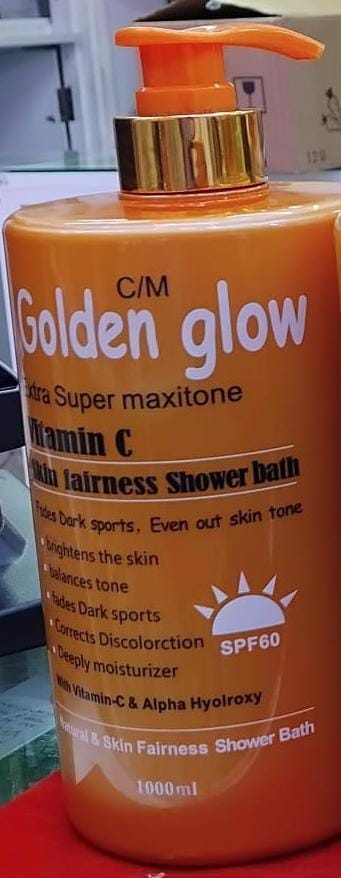 C/M
Golden glow
Extra Super maxitone
Vitamin C
Skin fairness Shower bath
Fades Dark sports, Even out skin tone
• brightens the skin
• balances tone
• fades Dark sports
• Corrects Discolorction
• Deeply moisturizer
SPF60
With Vitamin-C & Alpha Hyolroxy
Natural & Skin Fairness Shower Bath
1000ml